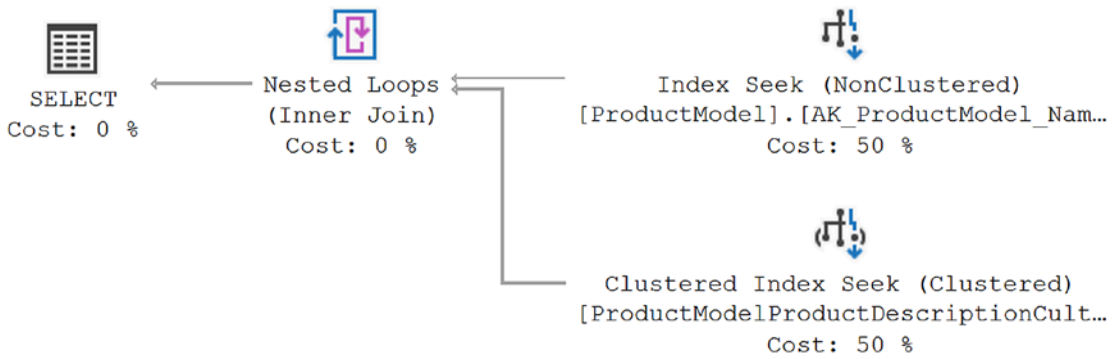 SELECT
Cost: 0 %
Nested Loops
(Inner Join)
Cost: 0 %
Index Seek (NonClustered)
[ProductModel].[AK_ProductModel_Nam…
Cost: 50 %
Clustered Index Seek (Clustered)
[ProductModelProductDescriptionCult…
Cost: 50 %